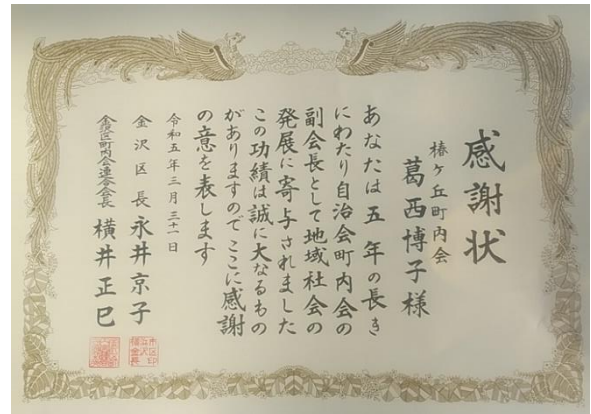 感謝状
椿ヶ丘町内会
葛西博子様
あなたは五年の長き
にわたり自治会町内会の
副会長として地域社会の
発展に寄与されました
この功績は誠に大なるもの
がありますのでここに感謝
の意を表します
令和五年三月三十一日
金沢区長 永井京子
金沢区町内会連合会長 横井正巳